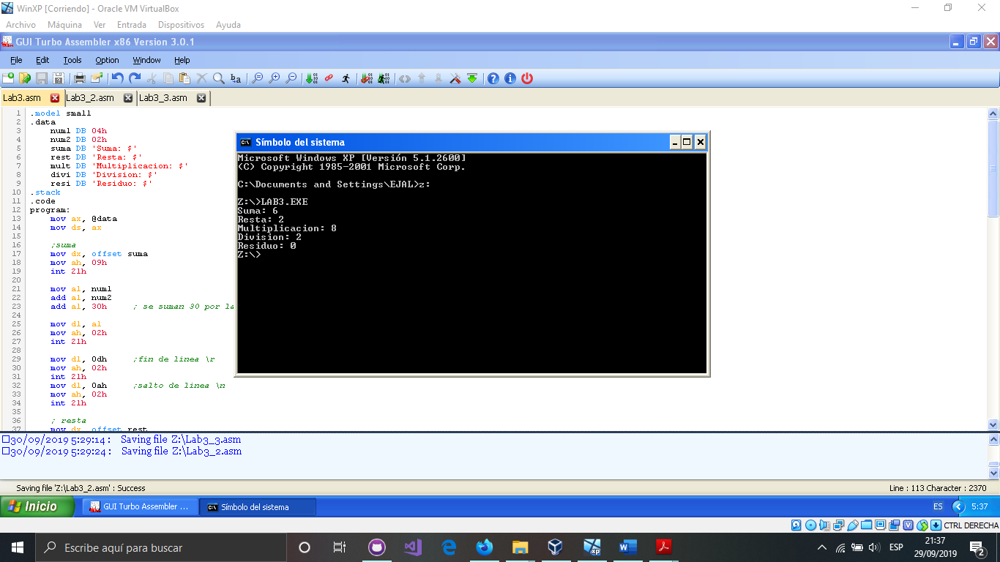 WinXP [Corriendo] - Oracle VM VirtualBox
Archivo Máquina Ver Entrada Dispositivos Ayuda
GUI Turbo Assembler x86 Version 3.0.1
File Edit Tools Option Window Help
Lab3.asm Lab3_2.asm Lab3_3.asm
1 .model small
2 .data
3 num1 DB 04h
4 num2 DB 02h
5 suma DB 'Suma: $'
6 rest DB 'Resta: $'
7 mult DB 'Multiplicacion: $'
8 divi DB 'Division: $'
9 resi DB 'Residuo: $'
10 .stack
11 .code
12 program:
13 mov ax, @data
14 mov ds, ax
15
16 ;suma
17 mov dx, offset suma
18 mov ah, 09h
19 int 21h
20
21 mov al, num1
22 add al, num2
23 add al, 30h ; se suman 30 por la
24
25 mov dl, al
26 mov ah, 02h
27 int 21h
28
29 mov dl, 0dh ;fin de linea \r
30 mov ah, 02h
31 int 21h
32 mov dl, 0ah ;salto de linea \n
33 mov ah, 02h
34 int 21h
35
36 ; resta
37 mov dx, offset rest
Símbolo del sistema
Microsoft Windows XP [Versión 5.1.2600]
(C) Copyright 1985-2001 Microsoft Corp.
C:\Documents and Settings\EJAL>z:
Z:\>LAB3.EXE
Suma: 6
Resta: 2
Multiplicacion: 8
Division: 2
Residuo: 0
Z:\>
30/09/2019 5:29:14 : Saving file Z:\Lab3_3.asm
30/09/2019 5:29:24 : Saving file Z:\Lab3_2.asm
Saving file 'Z:\Lab3_2.asm' : Success Line : 113 Character : 2370
Inicio GUI Turbo Assembler ... Símbolo del sistema ES 5:37
CTRL DERECHA
Escribe aquí para buscar
ESP
21:37
29/09/2019
2